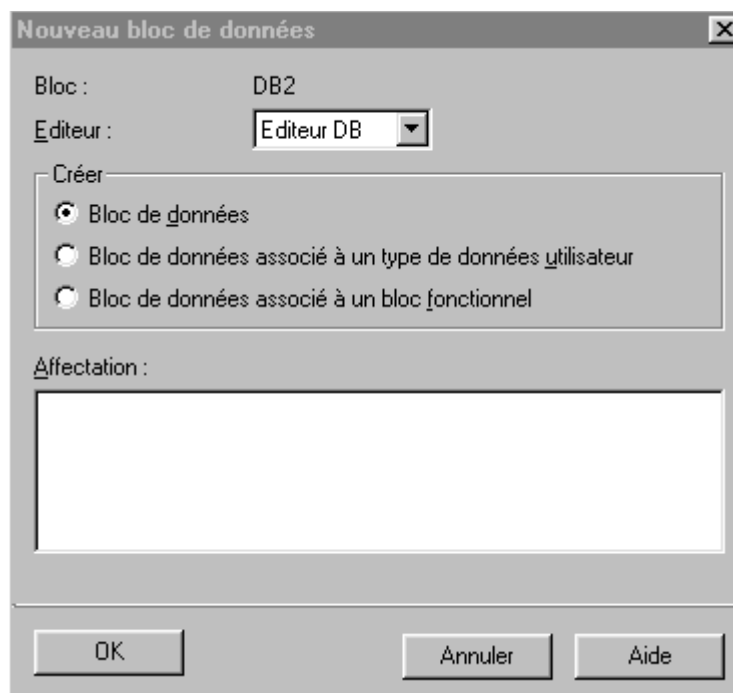 Nouveau bloc de données
Bloc : DB2
Editeur : Editeur DB
Créer
Bloc de données
Bloc de données associé à un type de données utilisateur
Bloc de données associé à un bloc fonctionnel
Affectation :
OK Annuler Aide